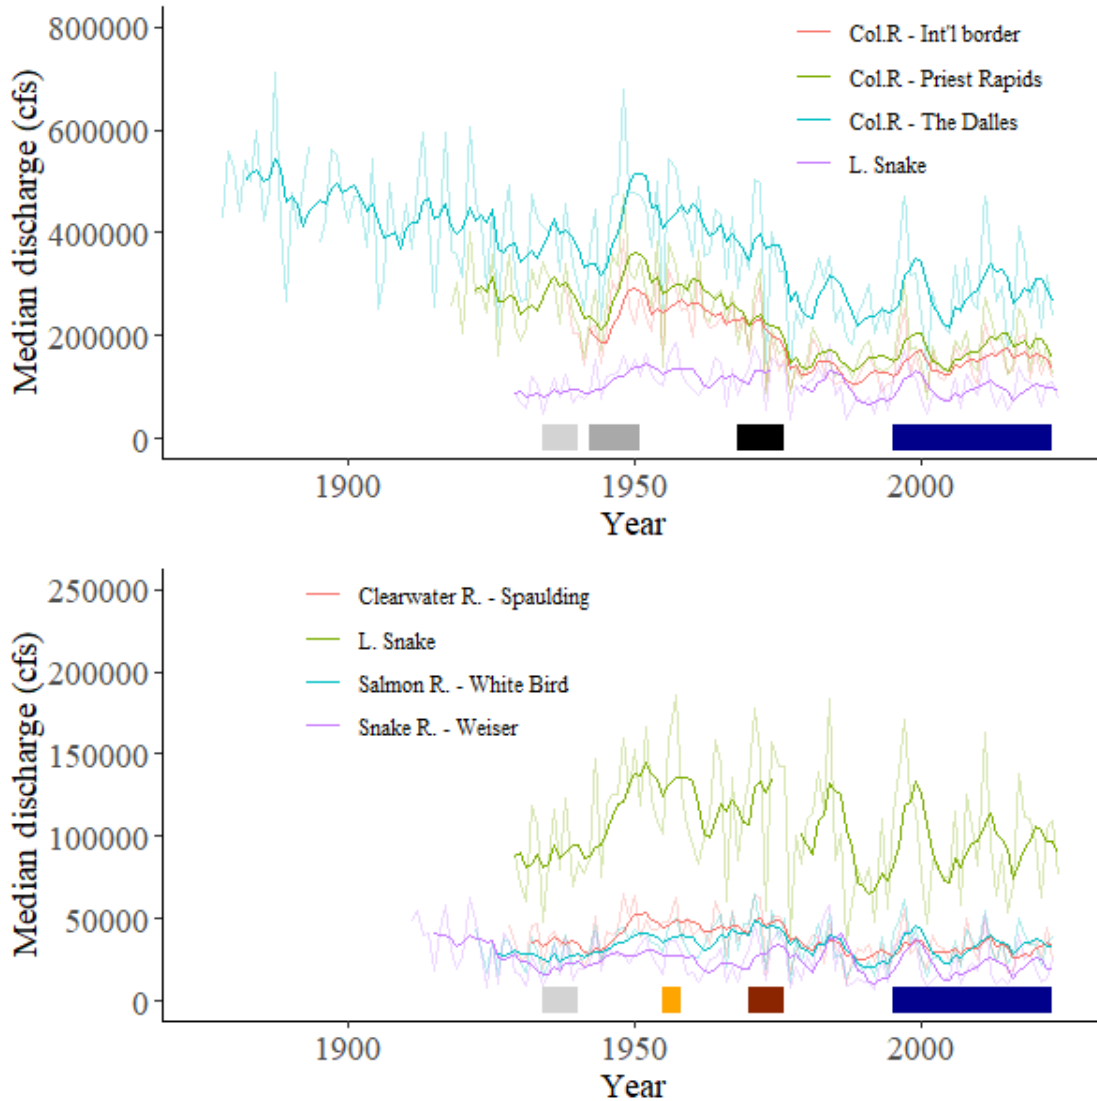 800000
600000
400000
200000
0
Median discharge (cfs)
Col.R - Int'l border
Col.R - Priest Rapids
Col.R - The Dalles
L. Snake
1900 1950 2000
Year
250000
200000
150000
100000
50000
0
Median discharge (cfs)
Clearwater R. - Spaulding
L. Snake
Salmon R. - White Bird
Snake R. - Weiser
1900 1950 2000
Year